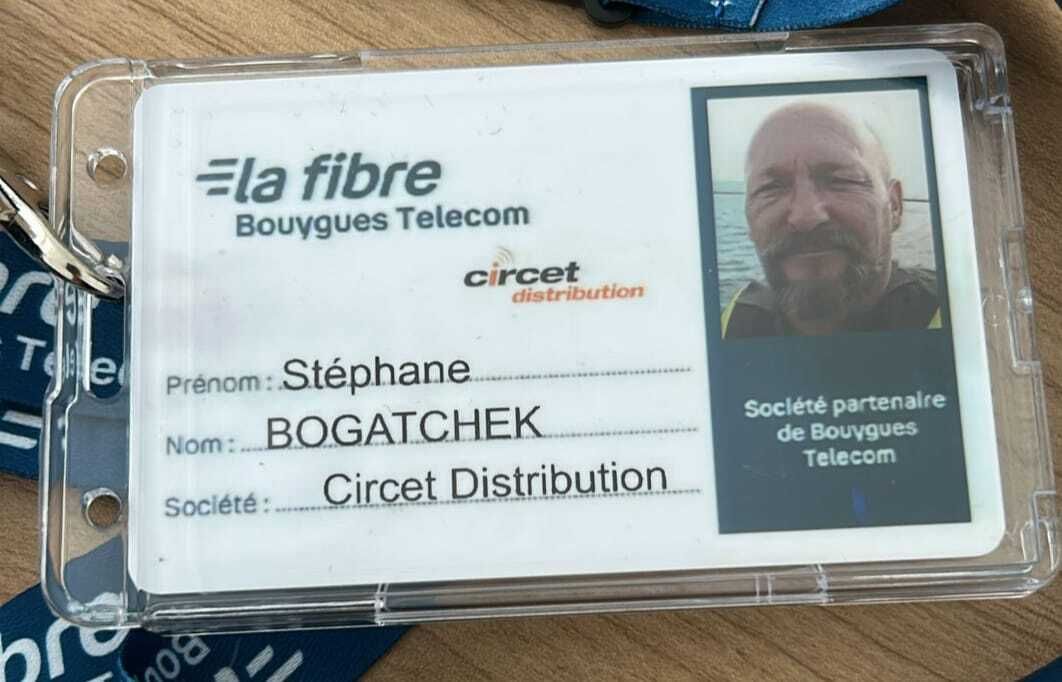 la fibre
Bouygues Telecom
circet
distribution
Prénom : Stéphane
Nom : BOGATCHEK
Société : Circet Distribution
Société partenaire
de Bouygues
Telecom